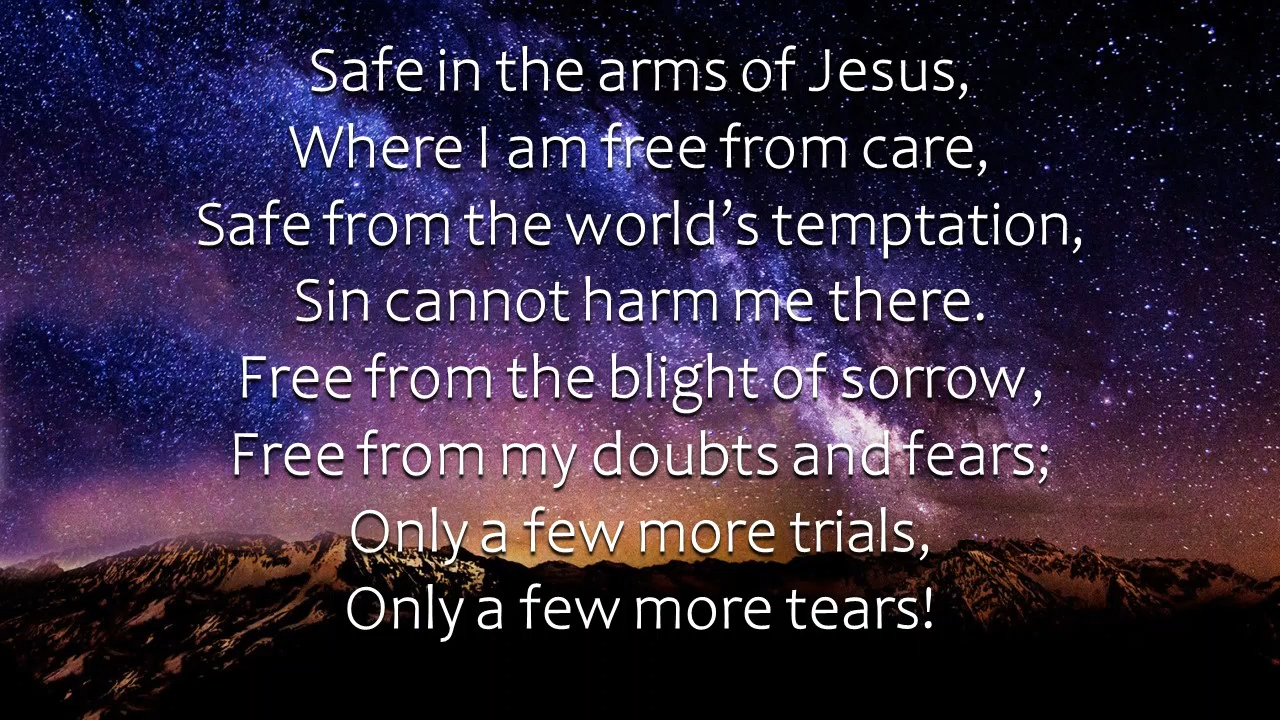 Safe in the arms of Jesus,
Where I am free from care,
Safe from the world’s temptation,
Sin cannot harm me there.
Free from the blight of sorrow,
Free from my doubts and fears;
Only a few more trials,
Only a few more tears!